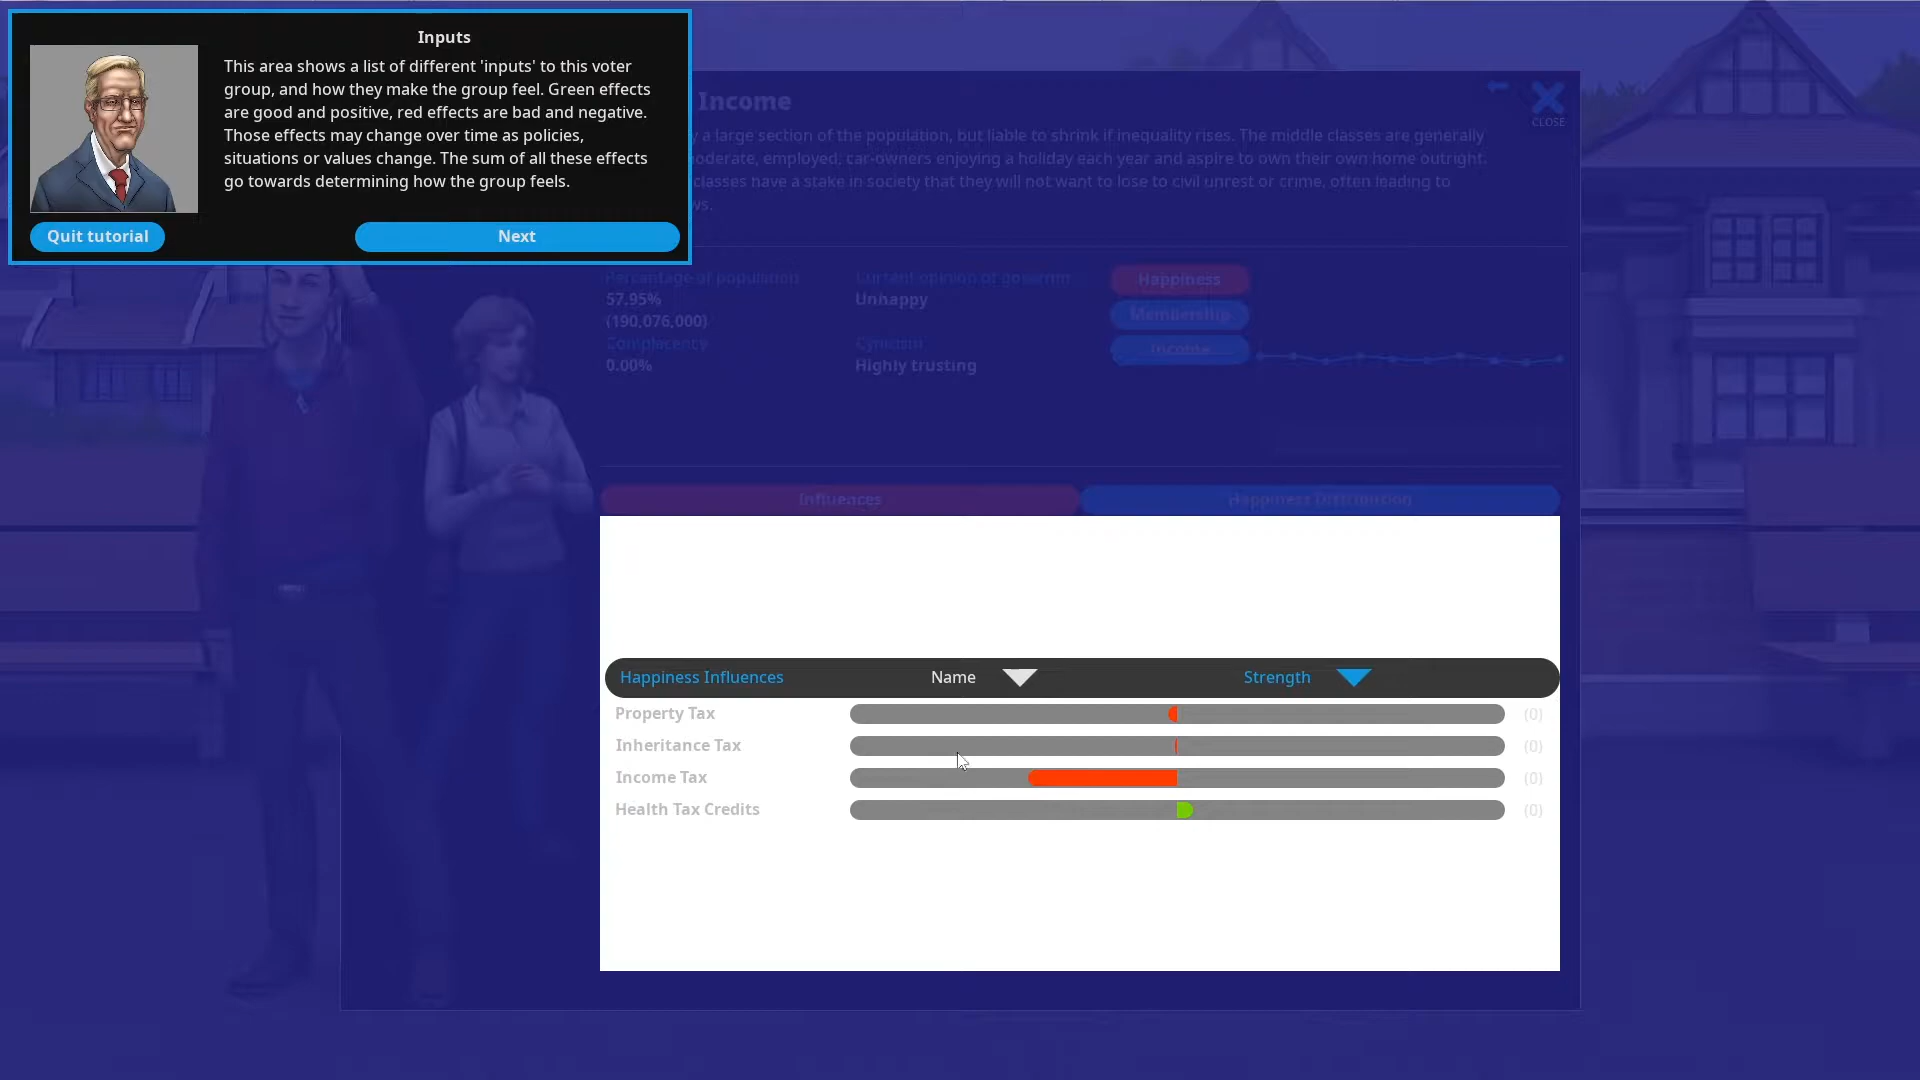 Inputs
This area shows a list of different 'inputs' to this voter
group, and how they make the group feel. Green effects
are good and positive, red effects are bad and negative.
Those effects may change over time as policies,
situations or values change. The sum of all these effects
go towards determining how the group feels.
Quit tutorial
Next
Income
CLOSE
a large section of the population, but liable to shrink if inequality rises. The middle classes are generally
moderate, employed, car-owners enjoying a holiday each year and aspire to own their own home outright.
classes have a stake in society that they will not want to lose to civil unrest or crime, often leading to
Percentage of population
57.95%
(190,076,000)
Complacency
0.00%
Current opinion of governm
Unhappy
Cynicism
Highly trusting
Happiness
Membership
Income
Influences
Happiness Distribution
Happiness Influences Name Strength
Property Tax (0)
Inheritance Tax (0)
Income Tax (0)
Health Tax Credits (0)